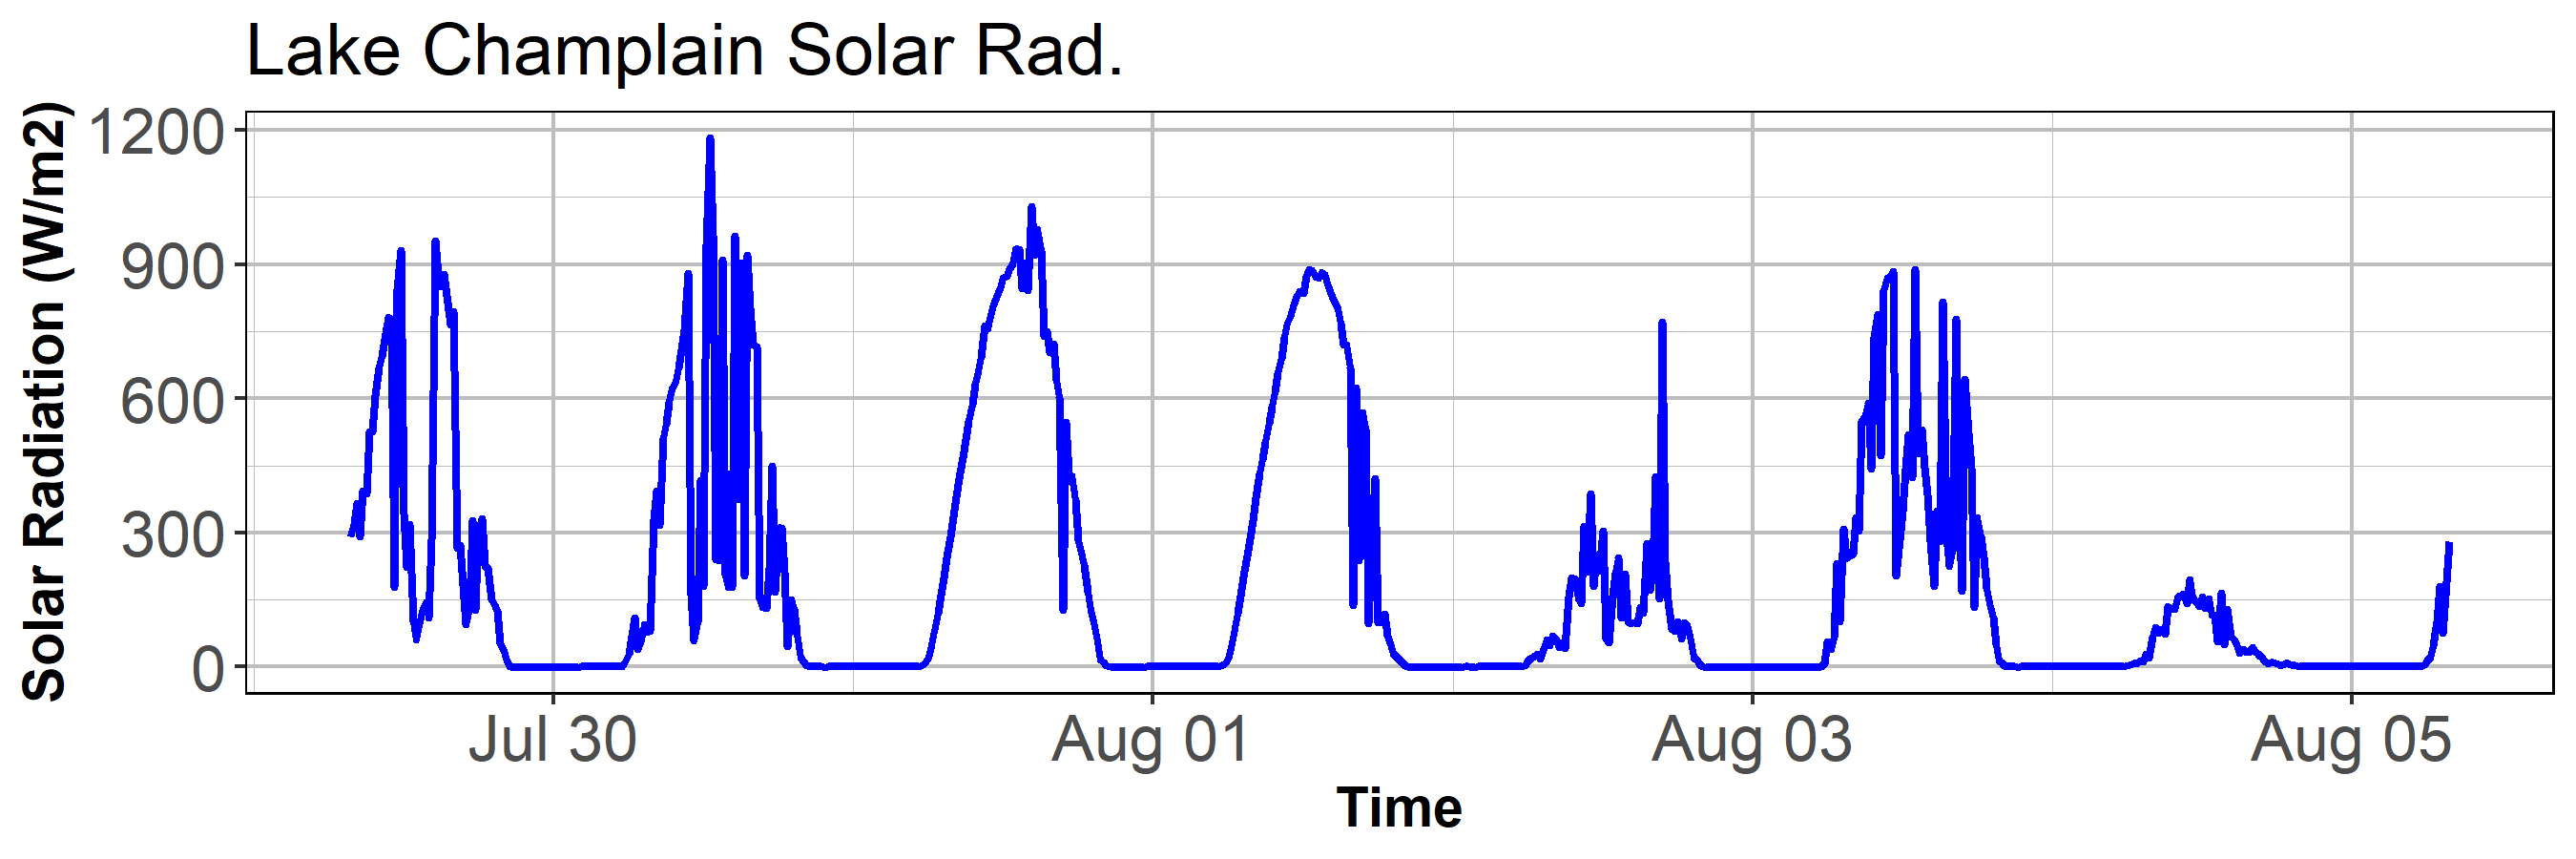 Lake Champlain Solar Rad.
Solar Radiation (W/m2)
1200
900
600
300
0
Jul 30
Aug 01
Aug 03
Aug 05
Time